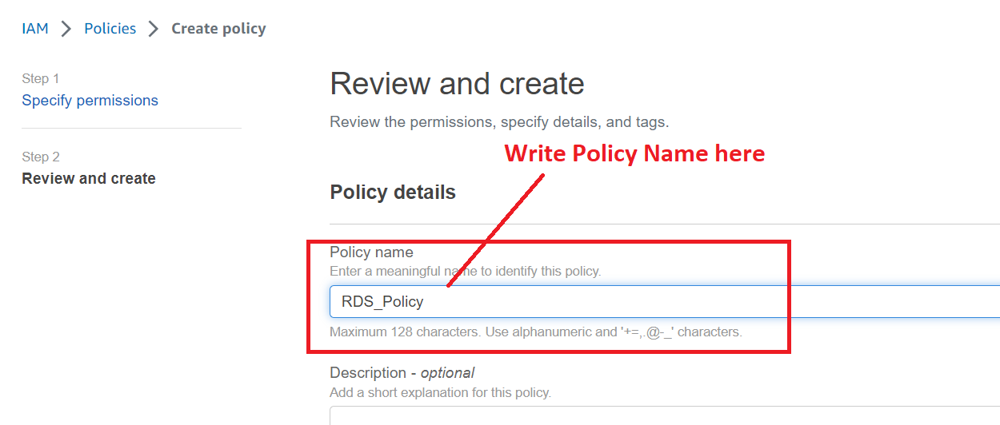 IAM > Policies > Create policy
Step 1
Specify permissions
Step 2
Review and create
Review and create
Review the permissions, specify details, and tags.
Write Policy Name here
Policy details
Policy name
Enter a meaningful name to identify this policy.
RDS_Policy
Maximum 128 characters. Use alphanumeric and '+=,.@-_' characters.
Description - optional
Add a short explanation for this policy.